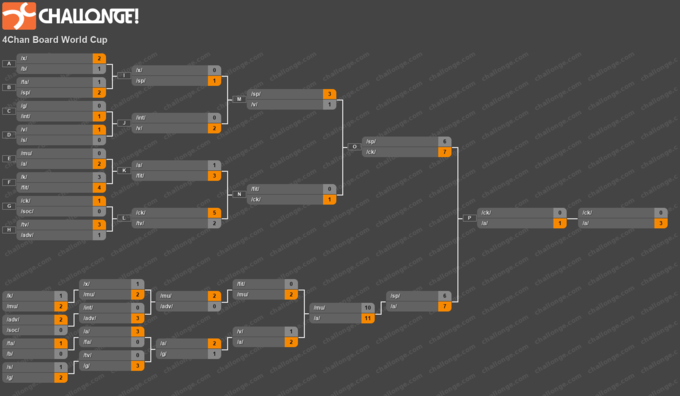 CHALLONGE!
4Chan Board World Cup
A
/x/ 2
/b/ 1
B
/fa/ 1
/sp/ 2
C
/g/ 0
/int/ 1
D
/v/ 1
/s/ 0
E
/mu/ 0
/a/ 2
F
/k/ 3
/fit/ 4
G
/ck/ 1
/soc/ 0
H
/tv/ 3
/adv/ 1
I
/x/ 0
/sp/ 1
J
/int/ 0
/v/ 2
K
/a/ 1
/fit/ 3
L
/ck/ 5
/tv/ 2
M
/sp/ 3
/v/ 1
N
/fit/ 0
/ck/ 1
O
/sp/ 6
/ck/ 7
P
/ck/ 0
/a/ 1
/ck/ 0
/a/ 3
/k/ 1
/mu/ 2
/adv/ 2
/soc/ 0
/fa/ 1
/b/ 0
/s/ 1
/g/ 2
/x/ 1
/mu/ 2
/int/ 0
/adv/ 3
/a/ 3
/fa/ 0
/tv/ 0
/g/ 3
/mu/ 2
/adv/ 0
/a/ 2
/g/ 1
/fit/ 0
/mu/ 2
/v/ 1
/a/ 2
/mu/ 10
/a/ 11
/sp/ 6
/a/ 7
challonge.com